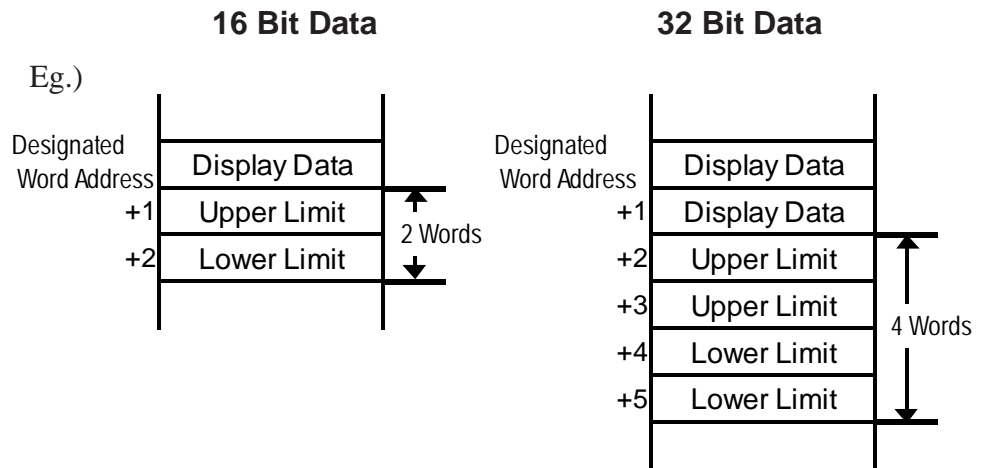 16 Bit Data
32 Bit Data
Eg.)
Designated
Word Address
Display Data
+1
Upper Limit
+2
Lower Limit
2 Words
Designated
Word Address
Display Data
+1
Display Data
+2
Upper Limit
+3
Upper Limit
+4
Lower Limit
+5
Lower Limit
4 Words